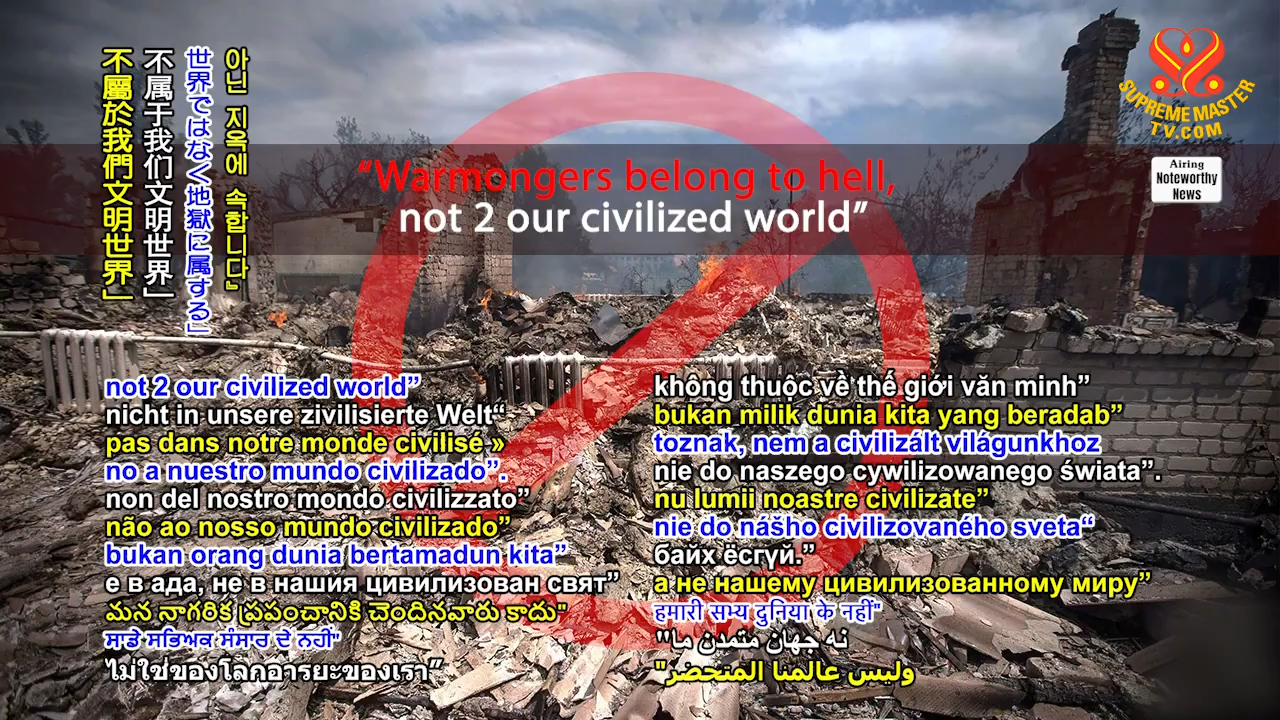 不屬於我們文明世界」
不属于我们文明世界」
世界ではなく地獄に属する」
아닌 지옥에 속합니다』
SUPREME MASTER
TV.COM
Airing
Noteworthy
News
“Warmongers belong to hell,
not 2 our civilized world”
not 2 our civilized world”
nicht in unsere zivilisierte Welt“
pas dans notre monde civilisé »
no a nuestro mundo civilizado”.
non del nostro mondo civilizzato”
não ao nosso mundo civilizado”
bukan orang dunia bertamadun kita”
е в ада, не в нашия цивилизован свят”
మన నాగరిక ప్రపంచానికి చెందినవారు కాదు"
ਸਾਡੇ ਸਭਿਅਕ ਸੰਸਾਰ ਦੇ ਨਹੀਂ"
ไม่ใช่ของโลกอารยะของเรา”
không thuộc về thế giới văn minh”
bukan milik dunia kita yang beradab”
toznak, nem a civilizált világunkhoz
nie do naszego cywilizowanego świata”.
nu lumii noastre civilizate”
nie do nášho civilizovaného sveta“
байх ёсгүй.”
а не нашему цивилизованному миру”
हमारी सभ्य दुनिया के नहीं"
نه جهان متمدن ما"
وليس عالمنا المتحضر"